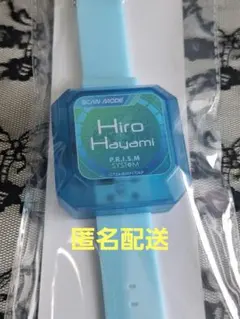 SCAN MODE
Hiro
Hayami
P.R.I.S.M
SYSTEM
匿名配送